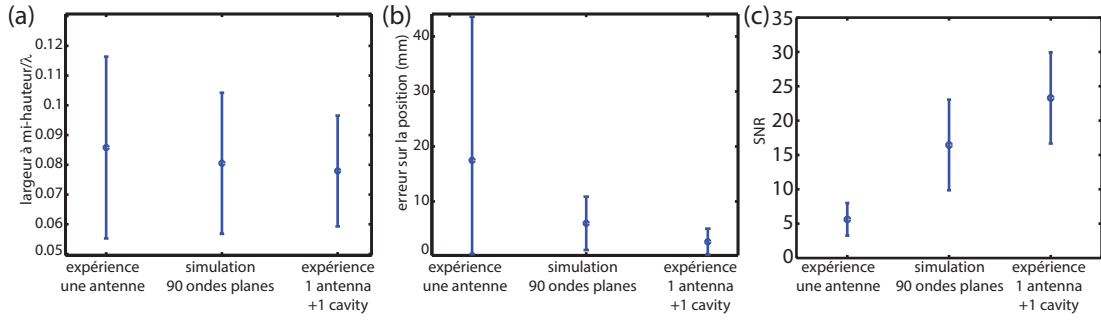 (a)
largeur à mi-hauteur/λ
0.12
0.11
0.1
0.09
0.08
0.07
0.06
0.05
expérience
une antenne
simulation
90 ondes planes
expérience
1 antenna
+1 cavity
(b)
erreur sur la position (mm)
40
30
20
10
0
expérience
une antenne
simulation
90 ondes planes
expérience
1 antenna
+1 cavity
(c)
SNR
35
30
25
20
15
10
5
0
expérience
une antenne
simulation
90 ondes planes
expérience
1 antenna
+1 cavity